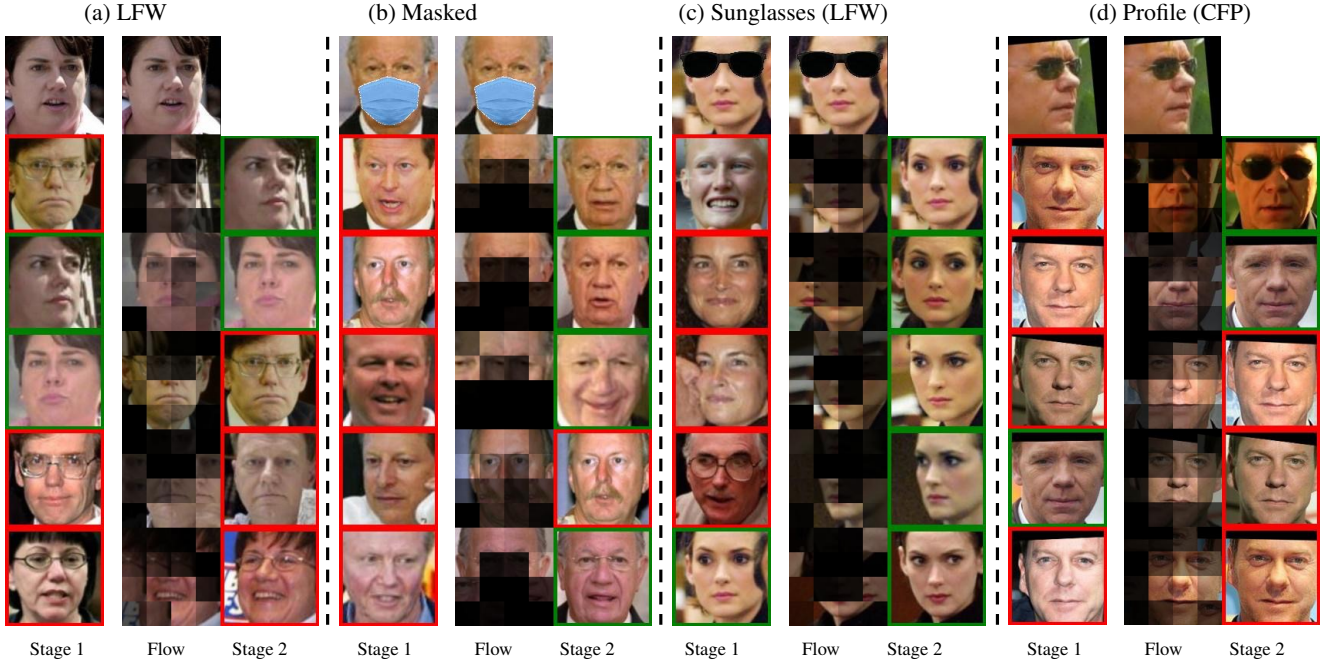 (a) LFW
(b) Masked
(c) Sunglasses (LFW)
(d) Profile (CFP)
Stage 1 Flow Stage 2 Stage 1 Flow Stage 2 Stage 1 Flow Stage 2 Stage 1 Flow Stage 2